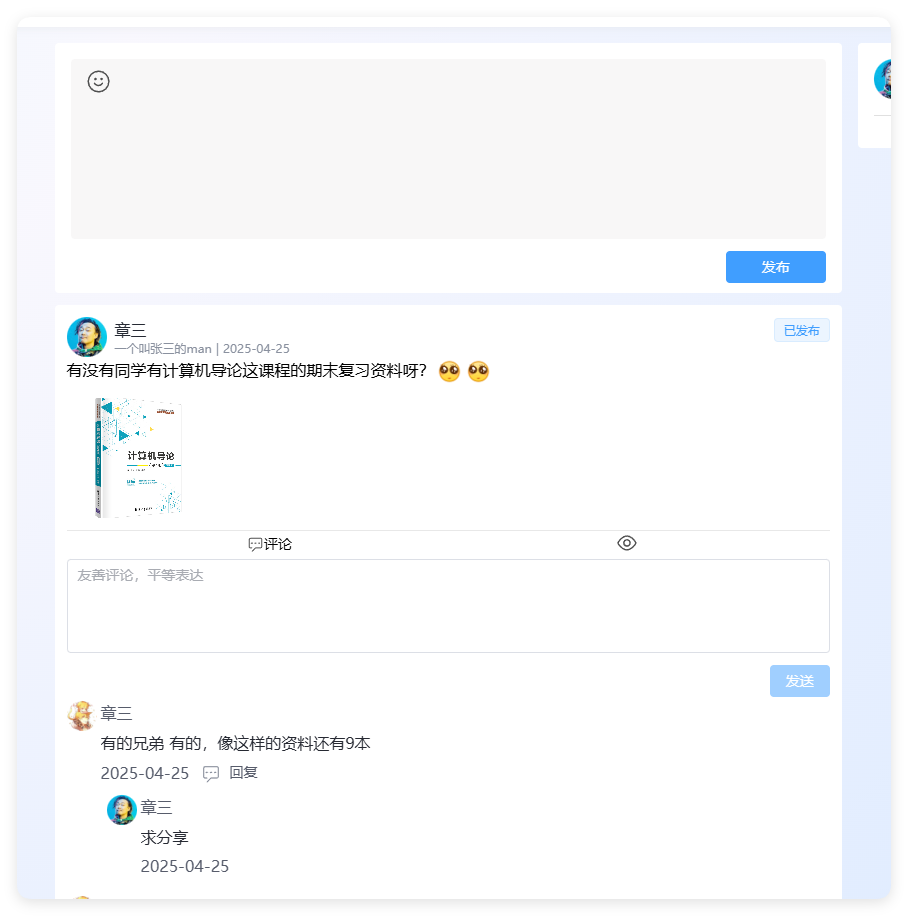 发布
章三
已发布
一个叫张三的man | 2025-04-25
有没有同学有计算机导论这课程的期末复习资料呀？
计算机导论
评论
友善评论，平等表达
发送
章三
有的兄弟 有的，像这样的资料还有9本
2025-04-25 回复
章三
求分享
2025-04-25